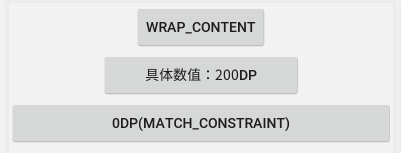 WRAP_CONTENT
具体数值：200DP
0DP(MATCH_CONSTRAINT)